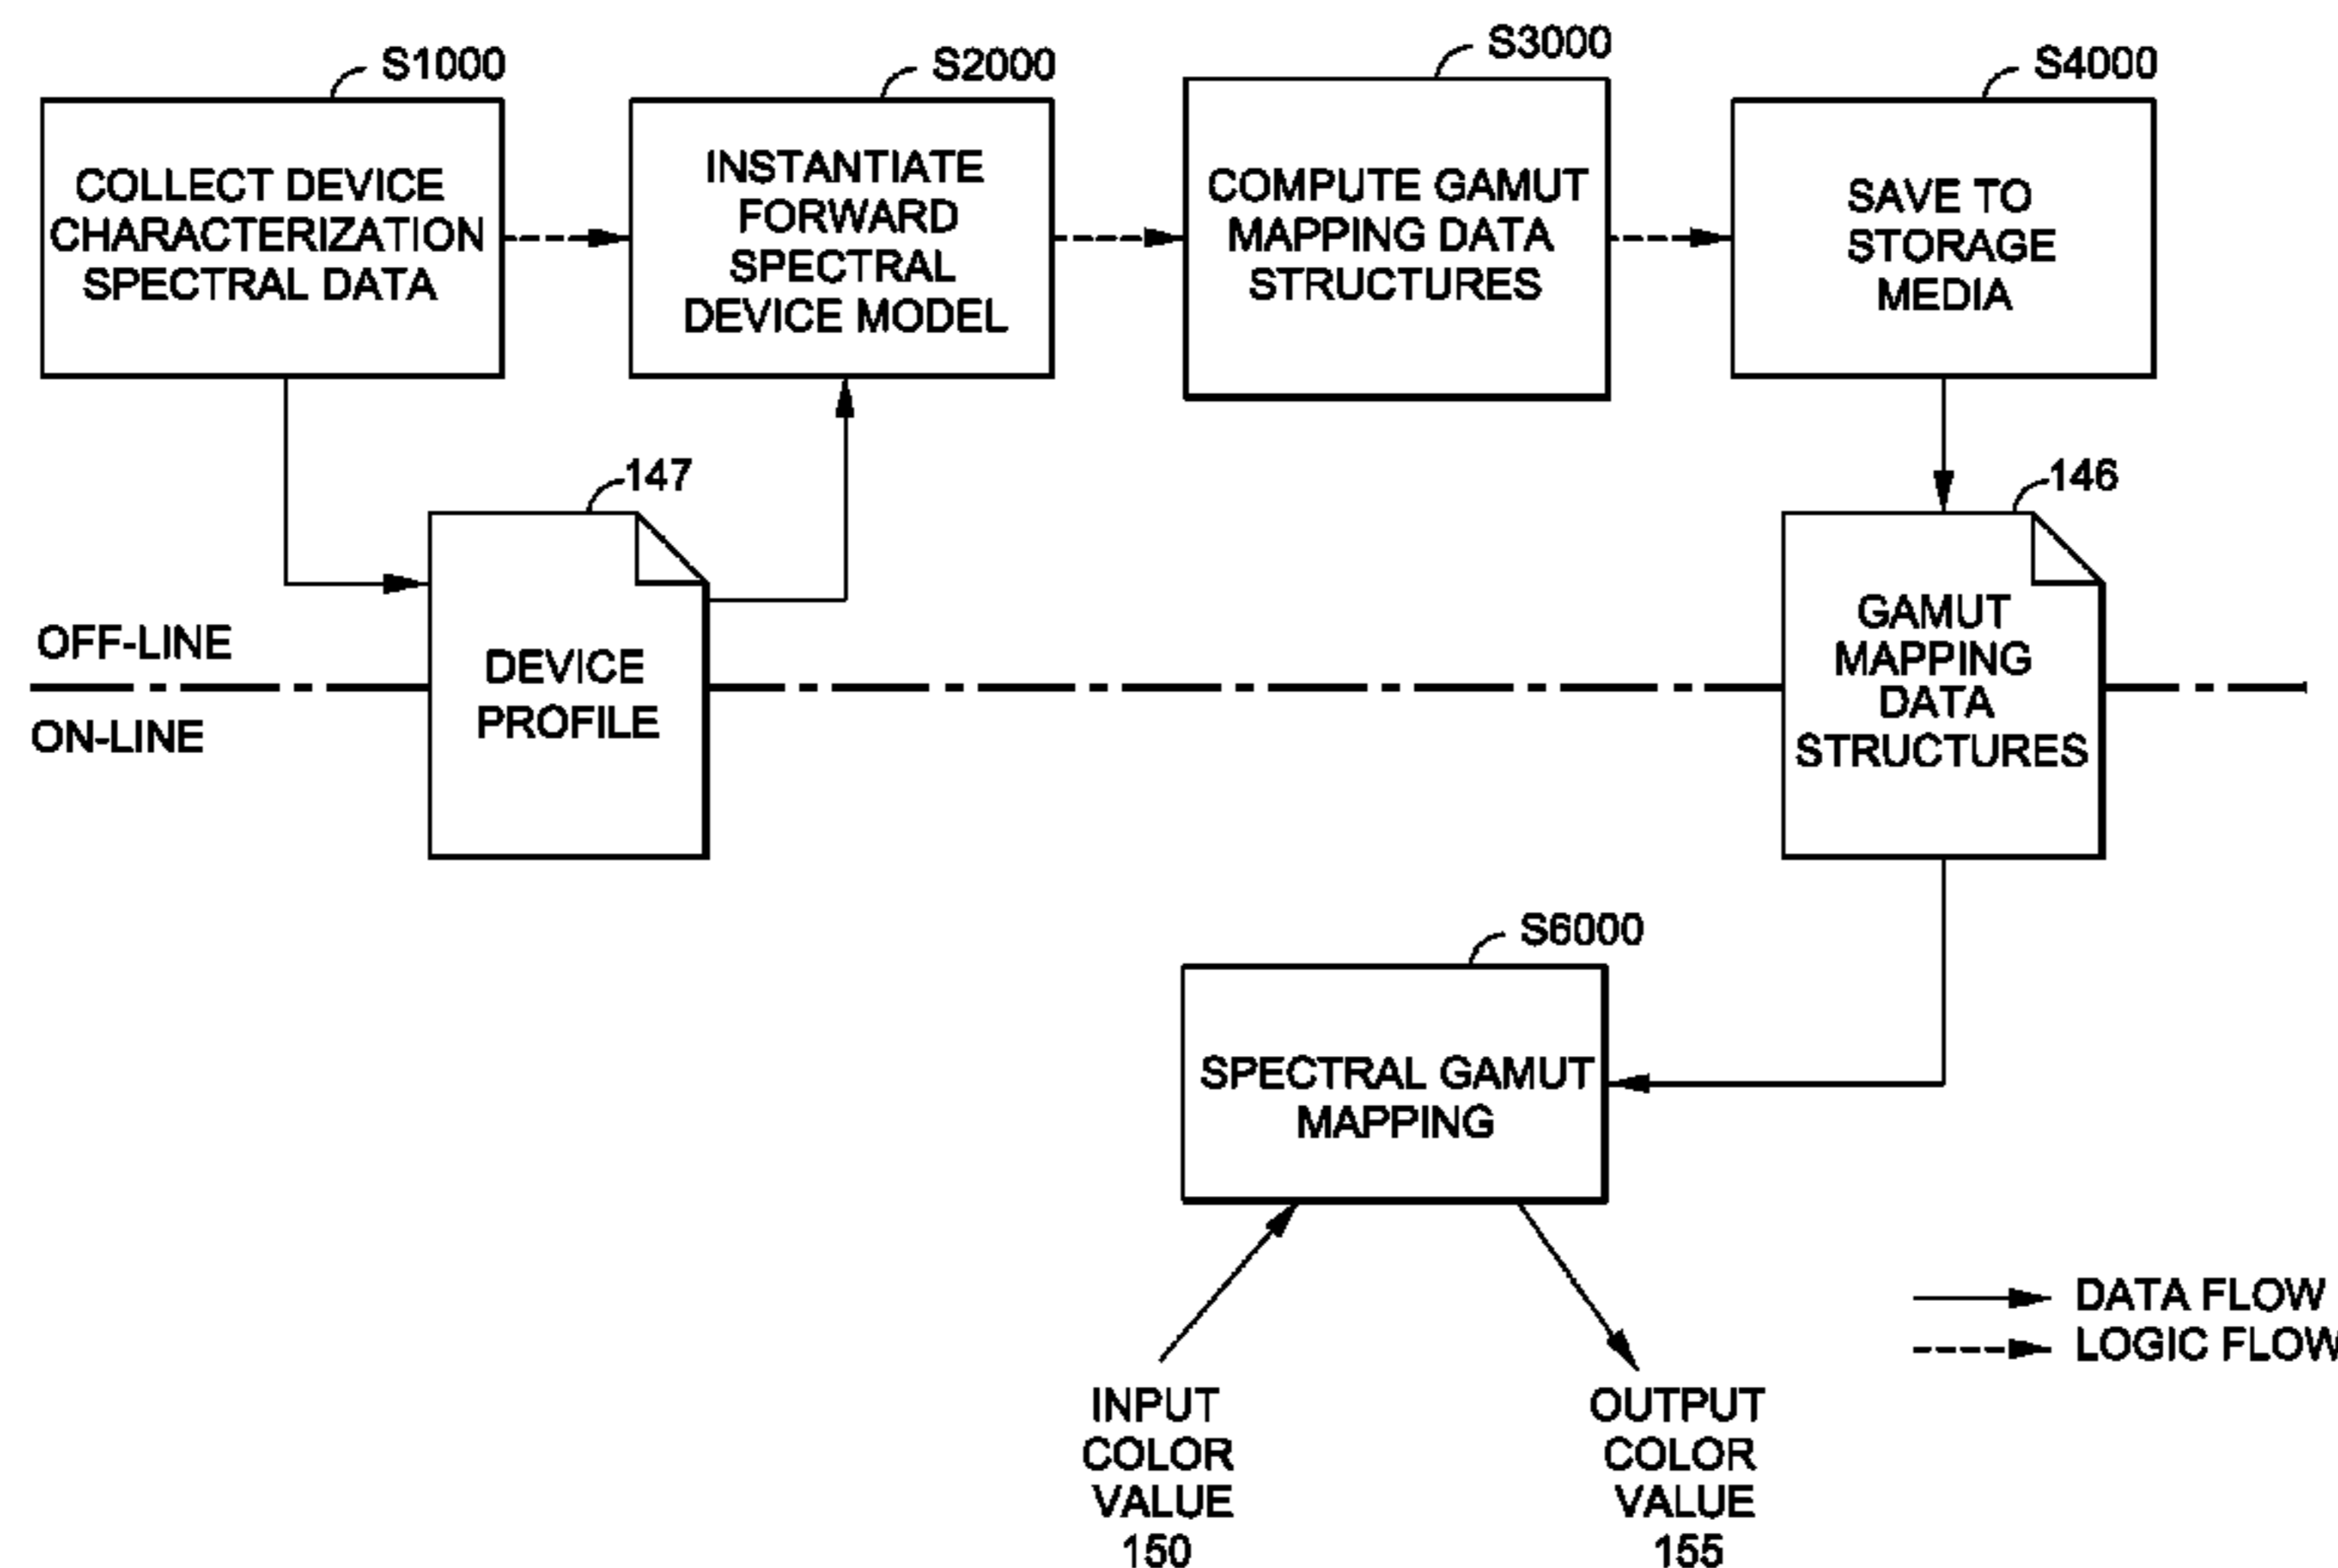 S1000
COLLECT DEVICE
CHARACTERIZATION
SPECTRAL DATA
S2000
INSTANTIATE
FORWARD
SPECTRAL
DEVICE MODEL
S3000
COMPUTE GAMUT
MAPPING DATA
STRUCTURES
S4000
SAVE TO
STORAGE
MEDIA
147
DEVICE
PROFILE
146
GAMUT
MAPPING
DATA
STRUCTURES
OFF-LINE
ON-LINE
S6000
SPECTRAL GAMUT
MAPPING
INPUT
COLOR
VALUE
150
OUTPUT
COLOR
VALUE
155
DATA FLOW
LOGIC FLOW